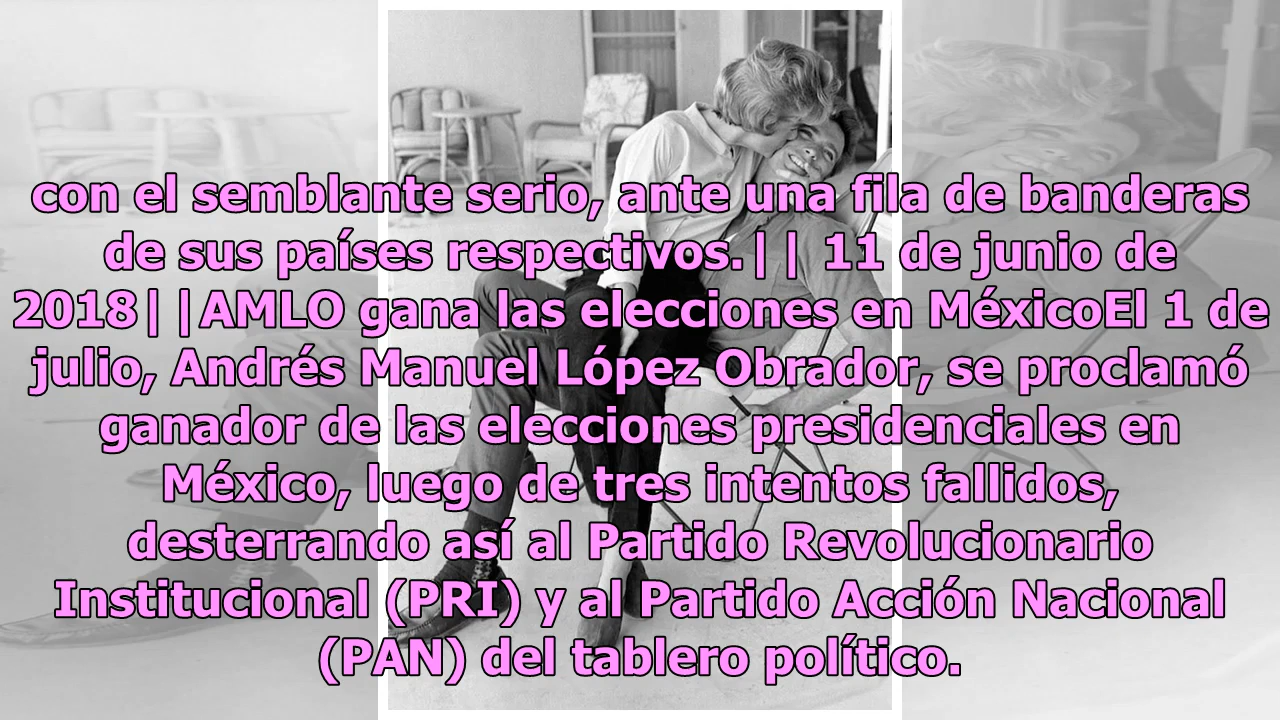 con el semblante serio, ante una fila de banderas
de sus países respectivos.|| 11 de junio de
2018||AMLO gana las elecciones en MéxicoEl 1 de
julio, Andrés Manuel López Obrador, se proclamó
ganador de las elecciones presidenciales en
México, luego de tres intentos fallidos,
desterrando así al Partido Revolucionario
Institucional (PRI) y al Partido Acción Nacional
(PAN) del tablero político.